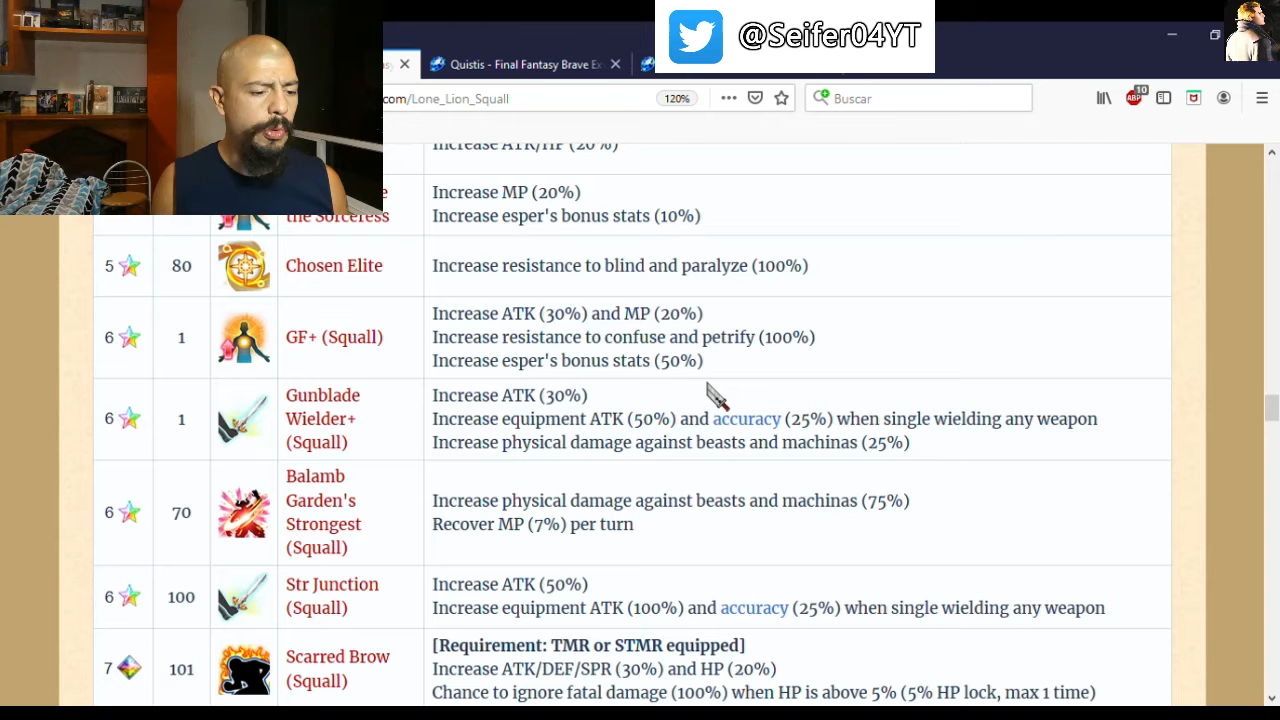 @Seifer04YT
Quistis - Final Fantasy Brave Ex
com/Lone_Lion_Squall
120%
Buscar
10
Increase ATK/HP (20%)
the Sorceress
Increase MP (20%)
Increase esper's bonus stats (10%)
5
80
Chosen Elite
Increase resistance to blind and paralyze (100%)
6
1
GF+ (Squall)
Increase ATK (30%) and MP (20%)
Increase resistance to confuse and petrify (100%)
Increase esper's bonus stats (50%)
6
1
Gunblade
Wielder+
(Squall)
Increase ATK (30%)
Increase equipment ATK (50%) and accuracy (25%) when single wielding any weapon
Increase physical damage against beasts and machinas (25%)
6
70
Balamb
Garden's
Strongest
(Squall)
Increase physical damage against beasts and machinas (75%)
Recover MP (7%) per turn
6
100
Str Junction
(Squall)
Increase ATK (50%)
Increase equipment ATK (100%) and accuracy (25%) when single wielding any weapon
7
101
Scarred Brow
(Squall)
[Requirement: TMR or STMR equipped]
Increase ATK/DEF/SPR (30%) and HP (20%)
Chance to ignore fatal damage (100%) when HP is above 5% (5% HP lock, max 1 time)